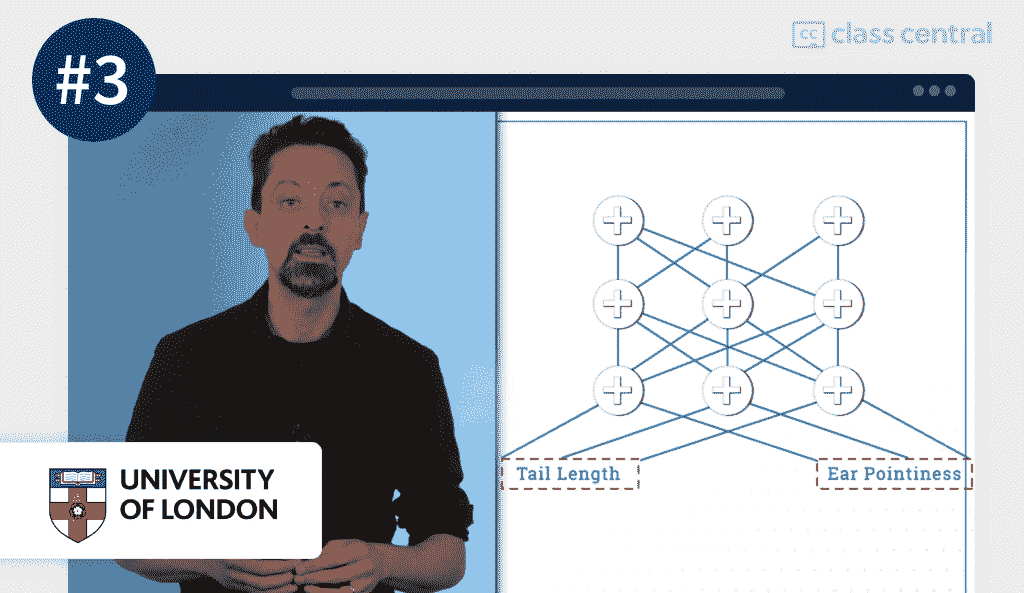 #3
cc class central
Tail Length
Ear Pointiness
UNIVERSITY
OF LONDON